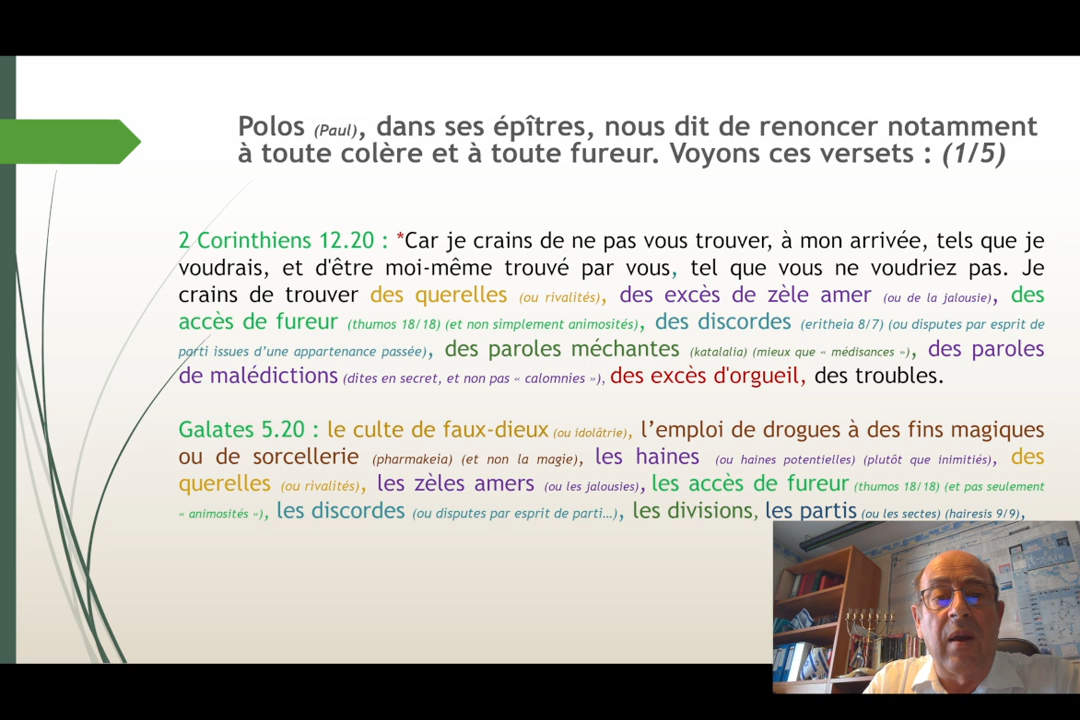 Polos (Paul), dans ses épîtres, nous dit de renoncer notamment
à toute colère et à toute fureur. Voyons ces versets : (1/5)
2 Corinthiens 12.20 : *Car je crains de ne pas vous trouver, à mon arrivée, tels que je
voudrais, et d'être moi-même trouvé par vous, tel que vous ne voudriez pas. Je
crains de trouver des querelles (ou rivalités), des excès de zèle amer (ou de la jalousie), des
accès de fureur (thumos 18/18) (et non simplement animosités), des discordes (eritheia 8/7) (ou disputes par esprit de
parti issues d’une appartenance passée), des paroles méchantes (katalalia) (mieux que « médisances »), des paroles
de malédictions (dites en secret, et non pas « calomnies »), des excès d'orgueil, des troubles.
Galates 5.20 : le culte de faux-dieux (ou idolâtrie), l’emploi de drogues à des fins magiques
ou de sorcellerie (pharmakeia) (et non la magie), les haines (ou haines potentielles) (plutôt que inimitiés), des
querelles (ou rivalités), les zèles amers (ou les jalousies), les accès de fureur (thumos 18/18) (et pas seulement
« animosités »), les discordes (ou disputes par esprit de parti…), les divisions, les partis (ou les sectes) (hairesis 9/9),